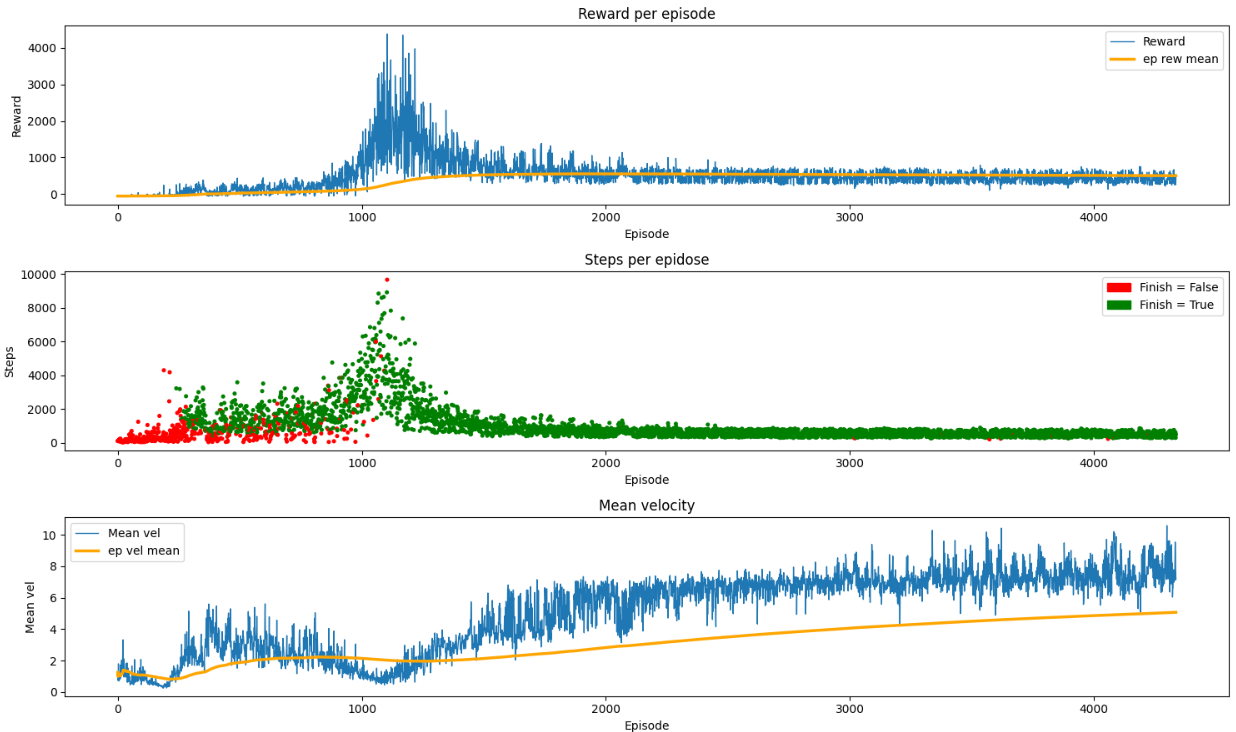 Reward per episode
4000
3000
2000
1000
0
Reward
Reward
ep rew mean
0
1000
2000
3000
4000
Episode
Steps per epidose
10000
8000
6000
4000
2000
0
Steps
Finish = False
Finish = True
0
1000
2000
3000
4000
Episode
Mean velocity
10
8
6
4
2
0
Mean vel
Mean vel
ep vel mean
0
1000
2000
3000
4000
Episode